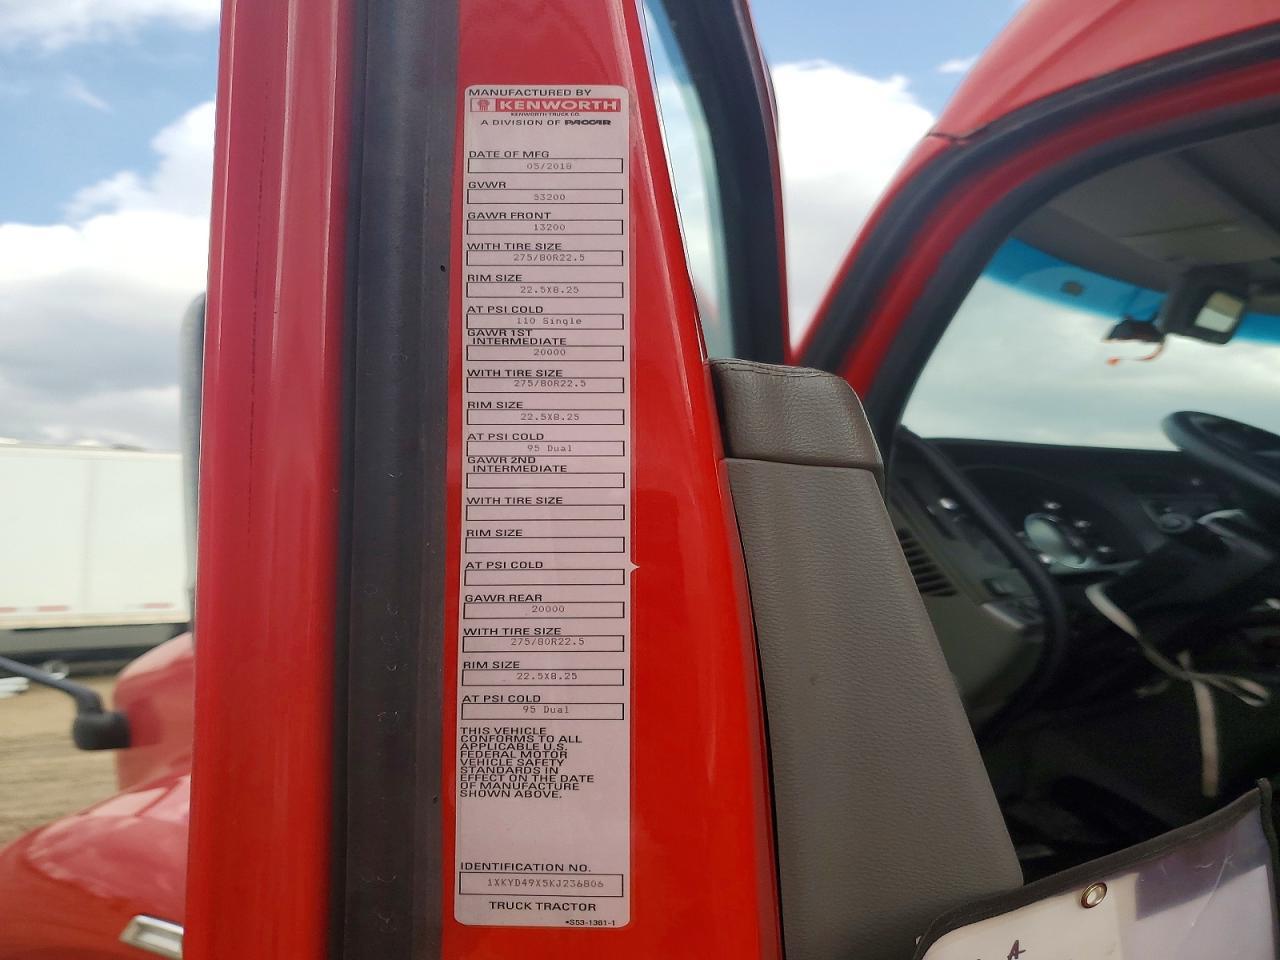 MANUFACTURED BY
KENWORTH
KENWORTH TRUCK CO.
A DIVISION OF PACCAR
DATE OF MFG
05/2018
GVWR
53200
GAWR FRONT
13200
WITH TIRE SIZE
275/80R22.5
RIM SIZE
22.5X8.25
AT PSI COLD
110 Single
GAWR 1ST
INTERMEDIATE
20000
WITH TIRE SIZE
275/80R22.5
RIM SIZE
22.5X8.25
AT PSI COLD
95 Dual
GAWR 2ND
INTERMEDIATE
WITH TIRE SIZE
RIM SIZE
AT PSI COLD
GAWR REAR
20000
WITH TIRE SIZE
275/80R22.5
RIM SIZE
22.5X8.25
AT PSI COLD
95 Dual
THIS VEHICLE
CONFORMS TO ALL
APPLICABLE U.S.
FEDERAL MOTOR
VEHICLE SAFETY
STANDARDS IN
EFFECT ON THE DATE
OF MANUFACTURE
SHOWN ABOVE.
IDENTIFICATION NO.
1XKYD49X5KJ236806
TRUCK TRACTOR
*S53-1361-1
A